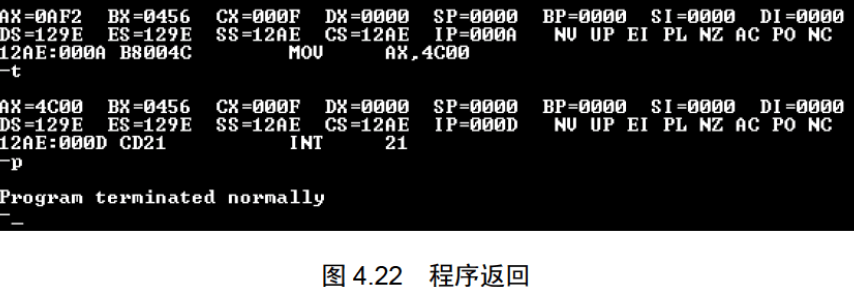 AX=0AF2  BX=0456  CX=000F  DX=0000  SP=0000  BP=0000  SI=0000  DI=0000
DS=129E  ES=129E  SS=12AE  CS=12AE  IP=000A   NV UP EI PL NZ AC PO NC
12AE:000A B8004C        MOV     AX,4C00
-t
AX=4C00  BX=0456  CX=000F  DX=0000  SP=0000  BP=0000  SI=0000  DI=0000
DS=129E  ES=129E  SS=12AE  CS=12AE  IP=000D   NV UP EI PL NZ AC PO NC
12AE:000D CD21          INT     21
-p
Program terminated normally
-_
图 4.22 程序返回